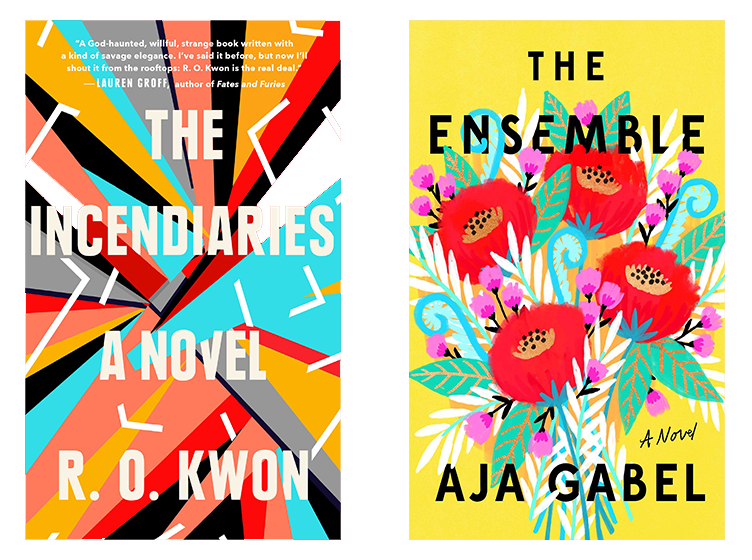 "A God-haunted, willful, strange book written with
a kind of savage elegance. I've said it before, but now I'll
shout it from the rooftops: R. O. Kwon is the real deal."
—LAUREN GROFF, author of Fates and Furies
THE
INCENDIARIES
A NOVEL
R. O. KWON
THE
ENSEMBLE
A Novel
AJA GABEL